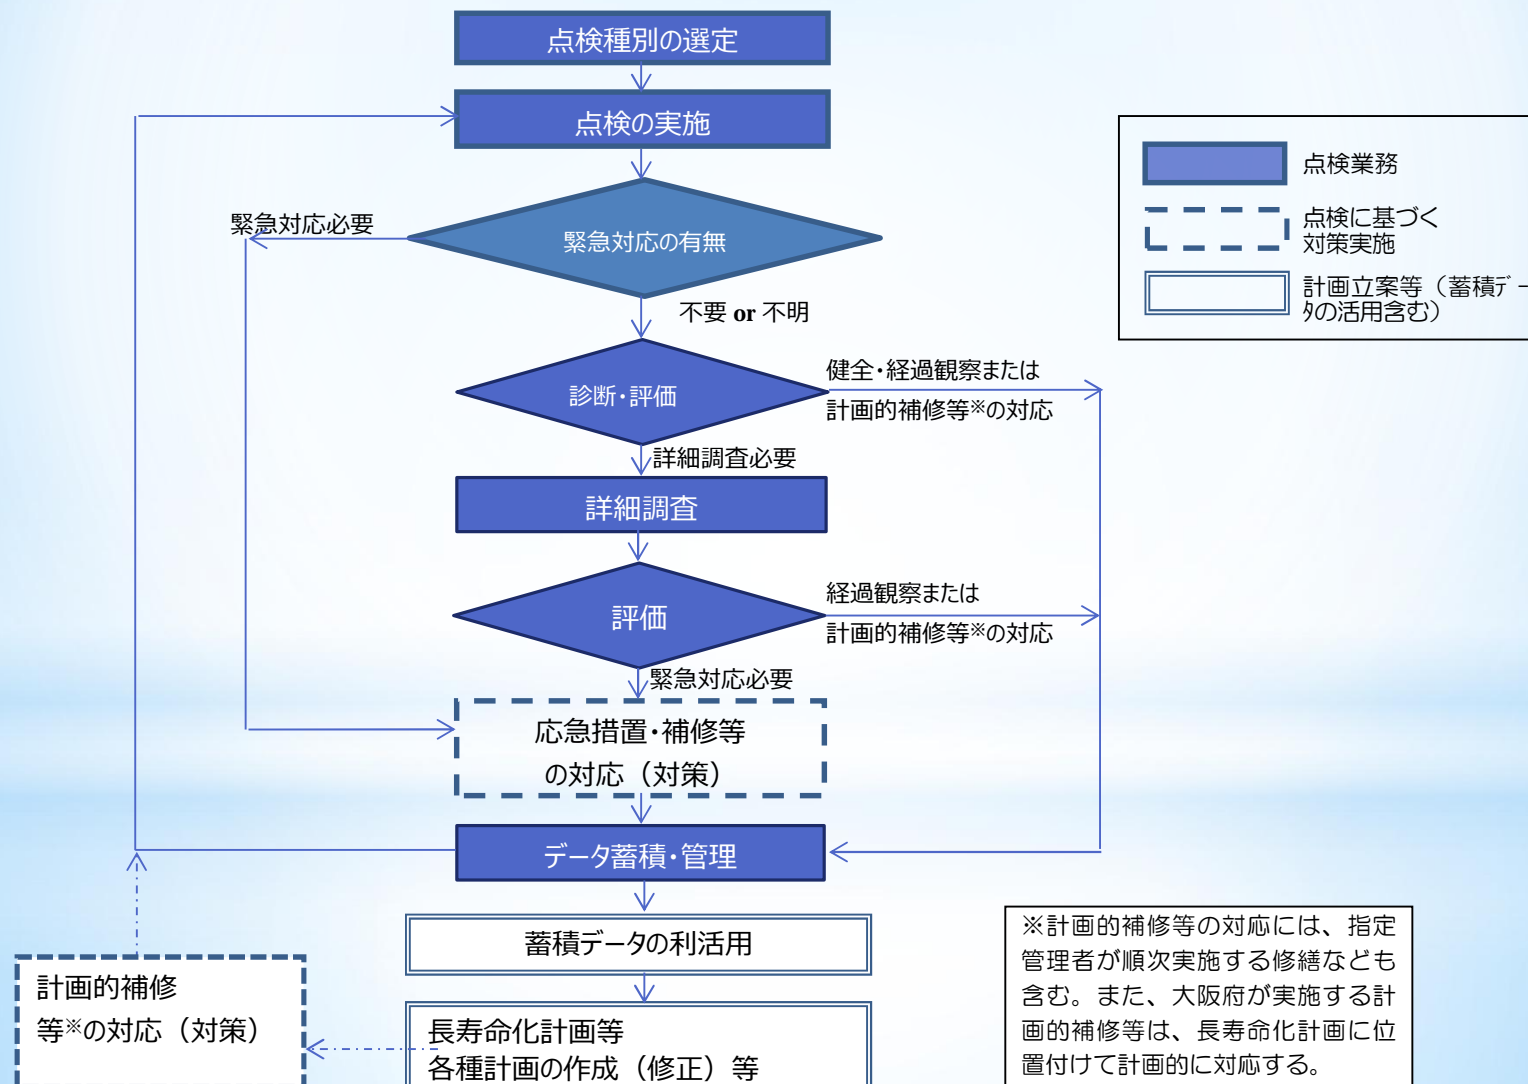 点検種別の選定
点検の実施
緊急対応必要
緊急対応の有無
不要 or 不明
診断・評価
健全・経過観察または
計画的補修等※の対応
詳細調査必要
詳細調査
評価
経過観察または
計画的補修等※の対応
緊急対応必要
応急措置・補修等
の対応（対策）
データ蓄積・管理
蓄積データの利活用
長寿命化計画等
各種計画の作成（修正）等
計画的補修
等※の対応（対策）
点検業務
点検に基づく
対策実施
計画立案等（蓄積ﾃﾞｰ
ﾀの活用含む）
※計画的補修等の対応には、指定
管理者が順次実施する修繕なども
含む。また、大阪府が実施する計
画的補修等は、長寿命化計画に位
置付けて計画的に対応する。